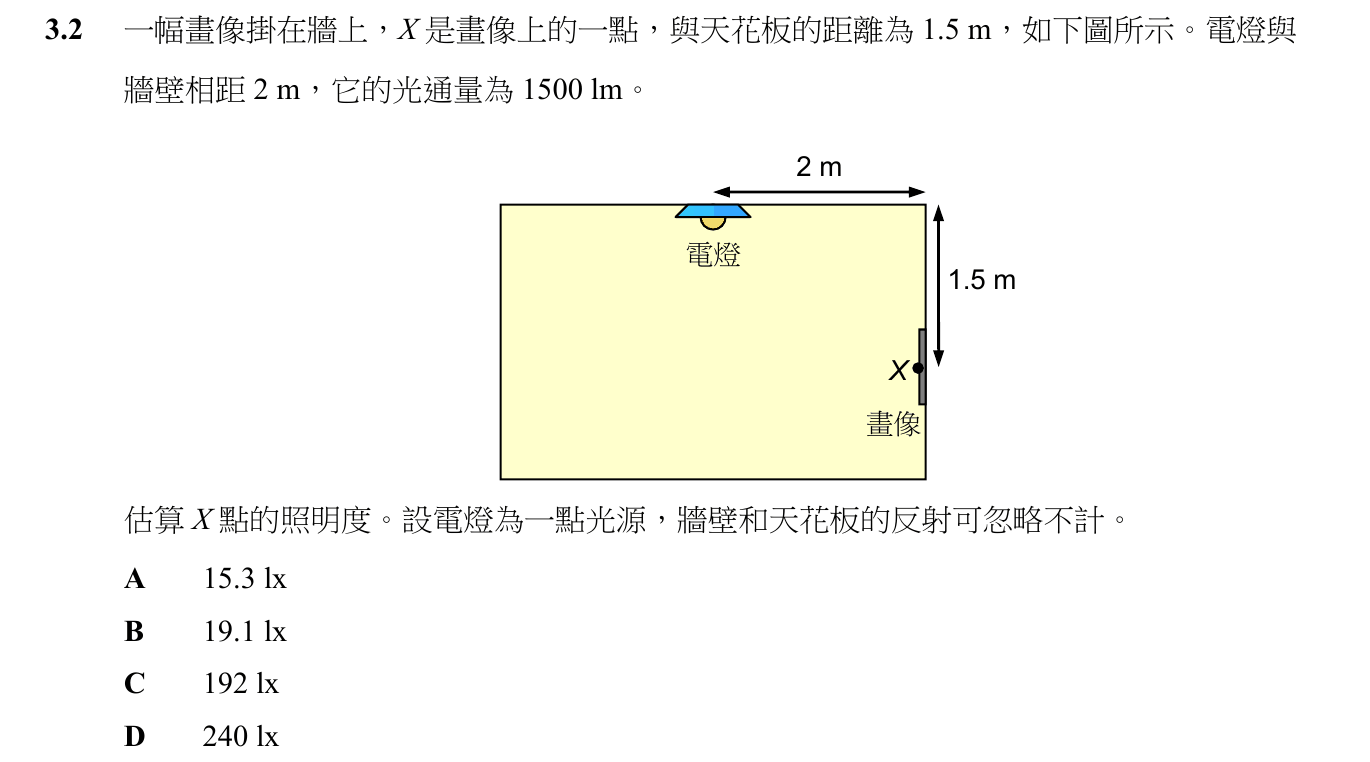 3.2 一幅畫像掛在牆上，X 是畫像上的一點，與天花板的距離為 1.5 m，如下圖所示。電燈與
牆壁相距 2 m，它的光通量為 1500 lm。
2 m
電燈
1.5 m
X
畫像
估算 X 點的照明度。設電燈為一點光源，牆壁和天花板的反射可忽略不計。
A 15.3 lx
B 19.1 lx
C 192 lx
D 240 lx